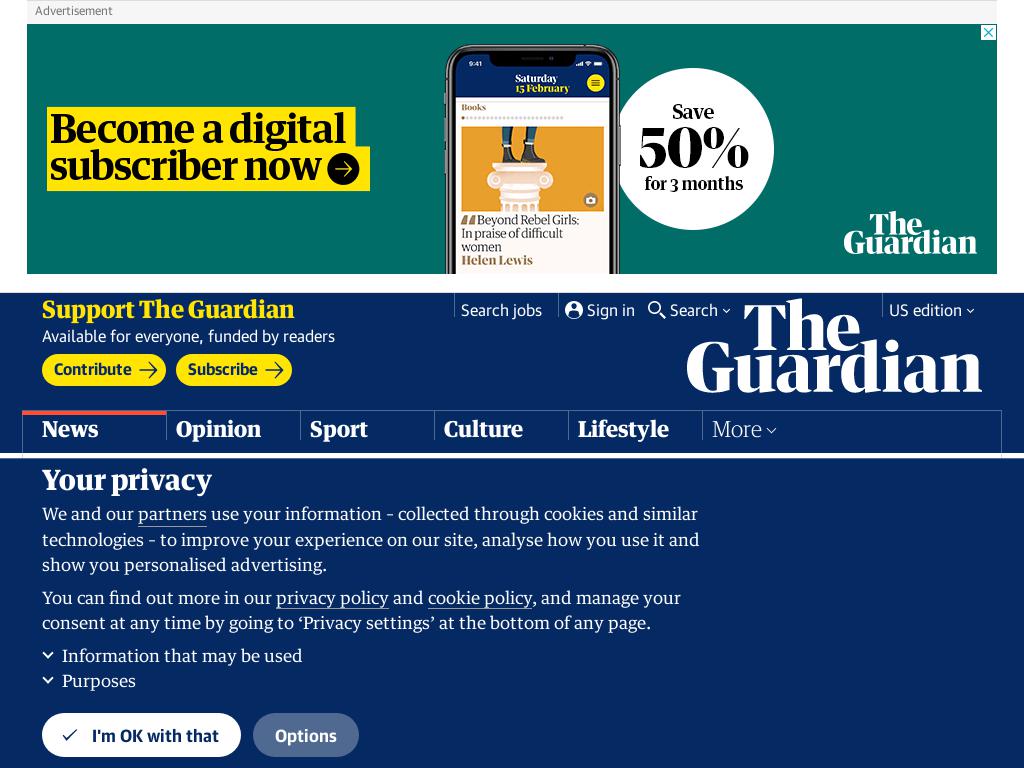 Advertisement
Become a digital
subscriber now
9:41
Saturday
15 February
Books
Beyond Rebel Girls:
In praise of difficult
women
Helen Lewis
Save
50%
for 3 months
The
Guardian
Support The Guardian
Available for everyone, funded by readers
Contribute
Subscribe
Search jobs
Sign in
Search
US edition
The
Guardian
News
Opinion
Sport
Culture
Lifestyle
More
Your privacy
We and our partners use your information – collected through cookies and similar
technologies – to improve your experience on our site, analyse how you use it and
show you personalised advertising.
You can find out more in our privacy policy and cookie policy, and manage your
consent at any time by going to ‘Privacy settings’ at the bottom of any page.
Information that may be used
Purposes
I'm OK with that
Options